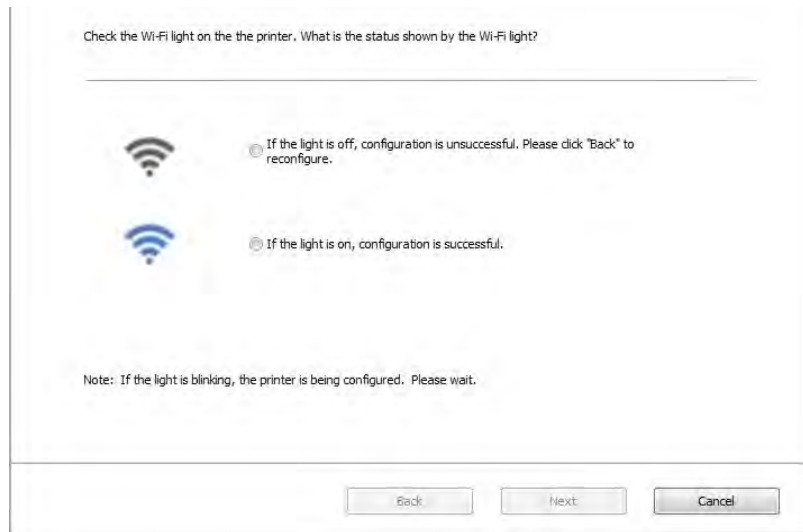 Check the Wi-Fi light on the the printer. What is the status shown by the Wi-Fi light?
If the light is off, configuration is unsuccessful. Please click "Back" to
reconfigure.
If the light is on, configuration is successful.
Note: If the light is blinking, the printer is being configured. Please wait.
Back Next Cancel